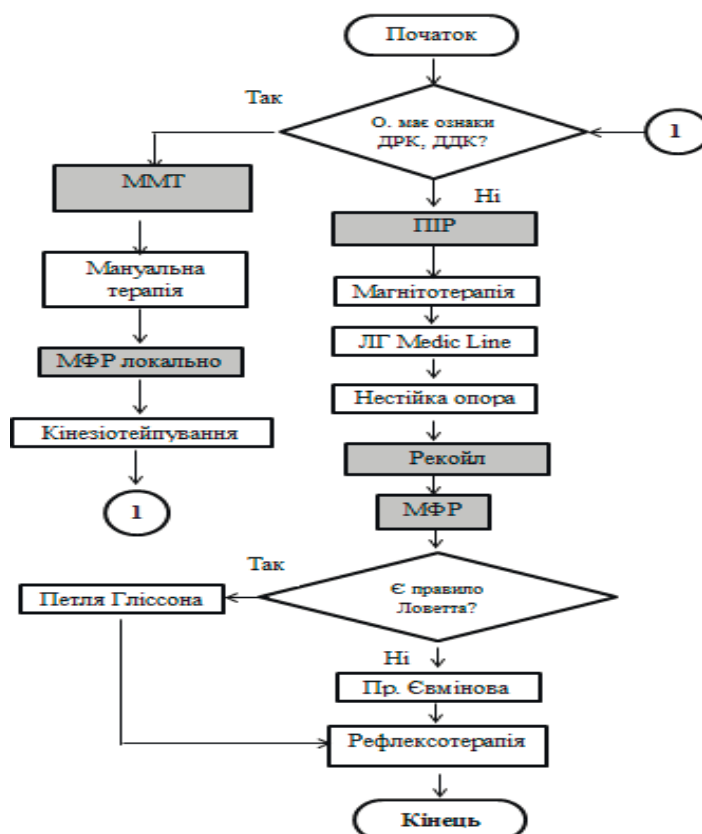 Початок
Так
О. має ознаки
ДРК, ДДК?
1
ММТ
Ні
ПІР
Мануальна
терапія
Магнітотерапія
МФР локально
ЛГ Medic Line
Кінезіотейпування
Нестійка опора
Рекойл
1
МФР
Так
Петля Гліссона
Є правило
Ловетта?
Ні
Пр. Євмінова
Рефлексотерапія
Кінець